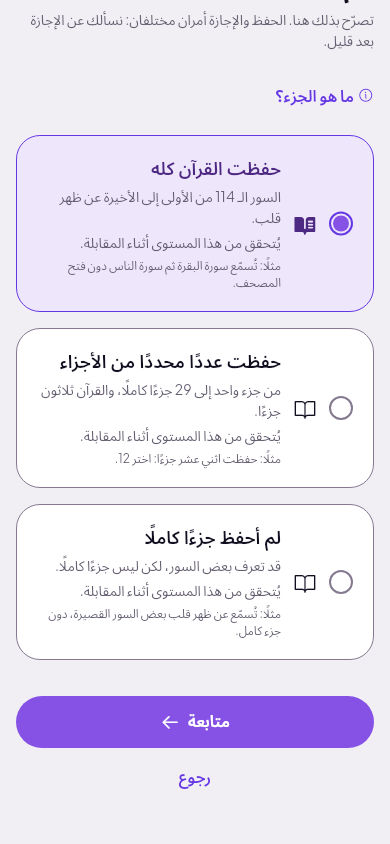 تصرّح بذلك هنا. الحفظ والإجازة أمران مختلفان: نسألك عن الإجازة
بعد قليل.
ما هو الجزء؟
حفظت القرآن كله
السور الـ 114 من الأولى إلى الأخيرة عن ظهر
قلب.
يُتحقق من هذا المستوى أثناء المقابلة.
مثلًا: تُسمّع سورة البقرة ثم سورة الناس دون فتح
المصحف.
حفظت عددًا محددًا من الأجزاء
من جزء واحد إلى 29 جزءًا كاملًا، والقرآن ثلاثون
جزءًا.
يُتحقق من هذا المستوى أثناء المقابلة.
مثلًا: حفظت اثني عشر جزءًا: اختر 12.
لم أحفظ جزءًا كاملًا
قد تعرف بعض السور، لكن ليس جزءًا كاملًا.
يُتحقق من هذا المستوى أثناء المقابلة.
مثلًا: تُسمّع عن ظهر قلب بعض السور القصيرة، دون
جزء كامل.
متابعة
رجوع